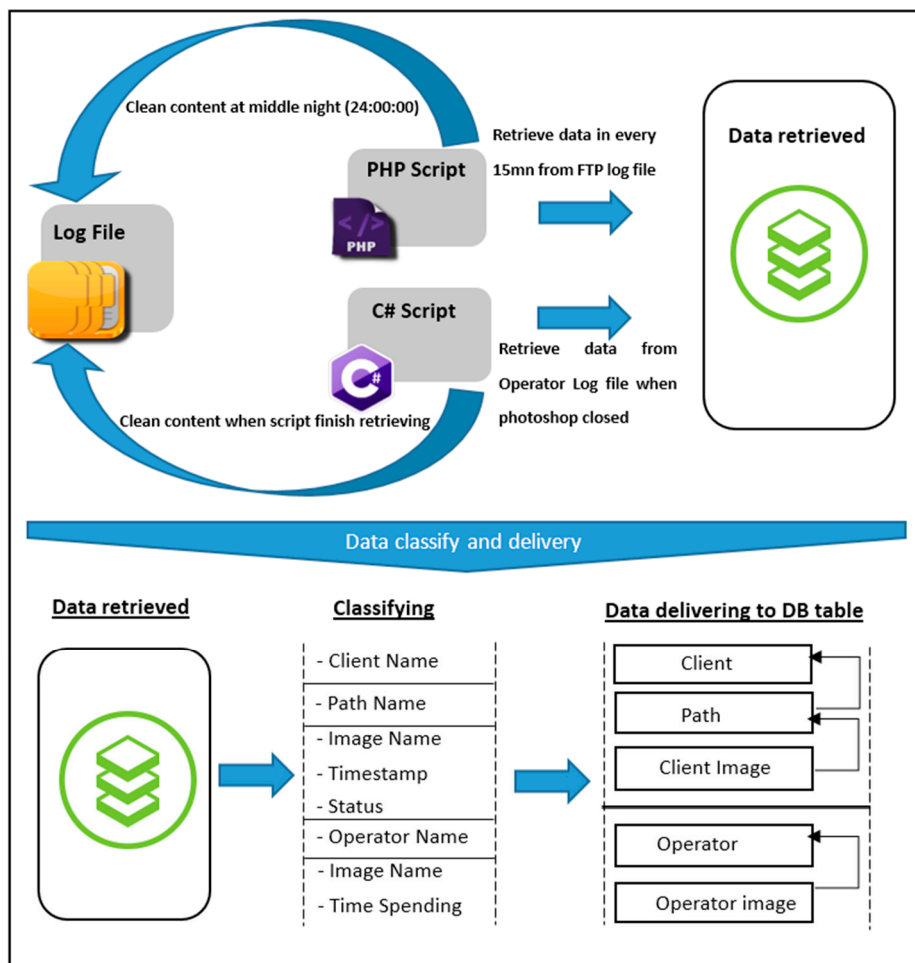 Clean content at middle night (24:00:00)
Retrieve data in every
15mn from FTP log file
Data retrieved
PHP Script
</>
PHP
Log File
C# Script
C#
Retrieve data from
Operator Log file when
photoshop closed
Clean content when script finish retrieving
Data classify and delivery
Data retrieved
Classifying
Data delivering to DB table
- Client Name
- Path Name
- Image Name
- Timestamp
- Status
- Operator Name
- Image Name
- Time Spending
Client
Path
Client Image
Operator
Operator image